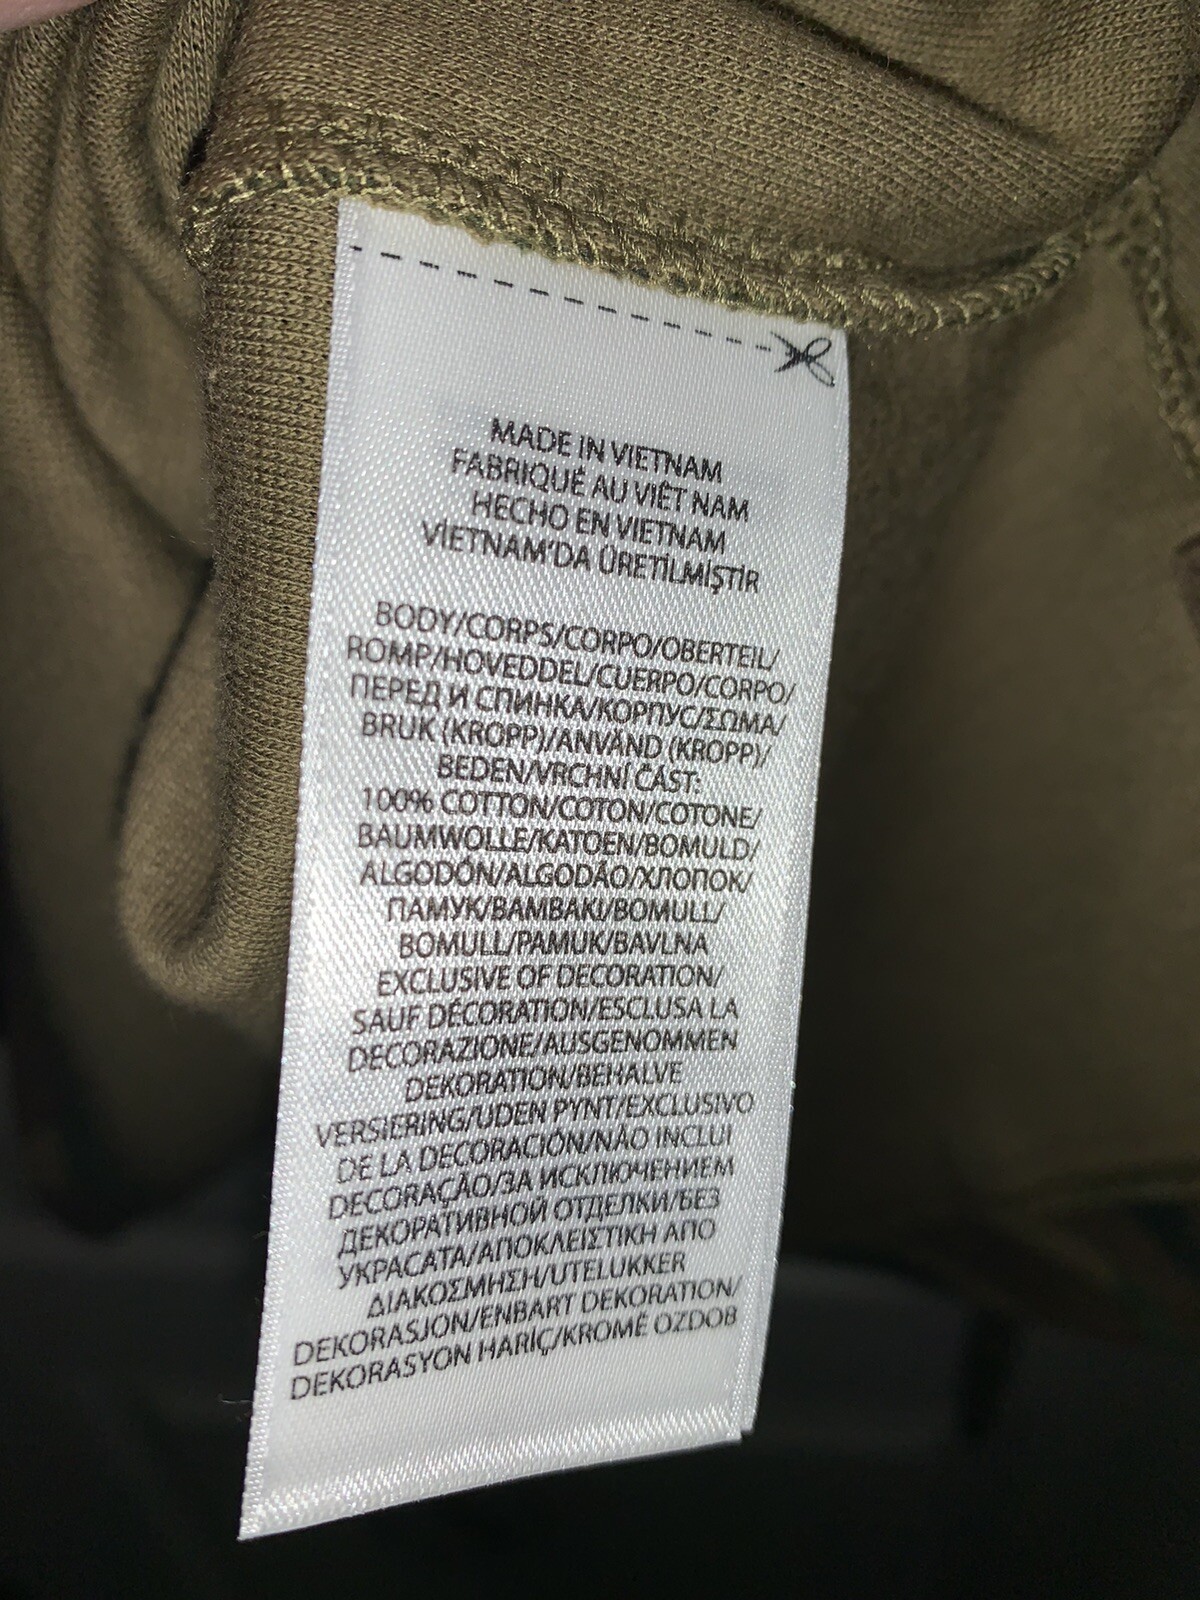 MADE IN VIETNAM
FABRIQUÉ AU VIÊT NAM
HECHO EN VIETNAM
VİETNAM'DA ÜRETİLMİŞTİR
BODY/CORPS/CORPO/OBERTEIL/
ROMP/HOVEDDEL/CUERPO/CORPO/
ПЕРЕД И СПИНКА/КОРПУС/ΣΩΜΑ/
BRUK (KROPP)/ANVÄND (KROPP)/
BEDEN/VRCHNÍ ČÁST:
100% COTTON/COTON/COTONE/
BAUMWOLLE/KATOEN/BOMULD/
ALGODÓN/ALGODÃO/ХЛОПОК/
ПАМУК/ΒΑΜΒΑΚΙ/BOMULL/
BOMULL/PAMUK/BAVLNA
EXCLUSIVE OF DECORATION/
SAUF DÉCORATION/ESCLUSA LA
DECORAZIONE/AUSGENOMMEN
DEKORATION/BEHALVE
VERSIERING/UDEN PYNT/EXCLUSIVO
DE LA DECORACIÓN/NÃO INCLUI
DECORAÇÃO/ЗА ИСКЛЮЧЕНИЕМ
ДЕКОРАТИВНОЙ ОТДЕЛКИ/БЕЗ
УКРАСАТА/ΑΠΟΚΛΕΙΣΤΙΚΗ ΑΠΟ
ΔΙΑΚΟΣΜΗΣΗ/UTELUKKER
DEKORASJON/ENBART DEKORATION/
DEKORASYON HARİÇ/KROMĚ OZDOB